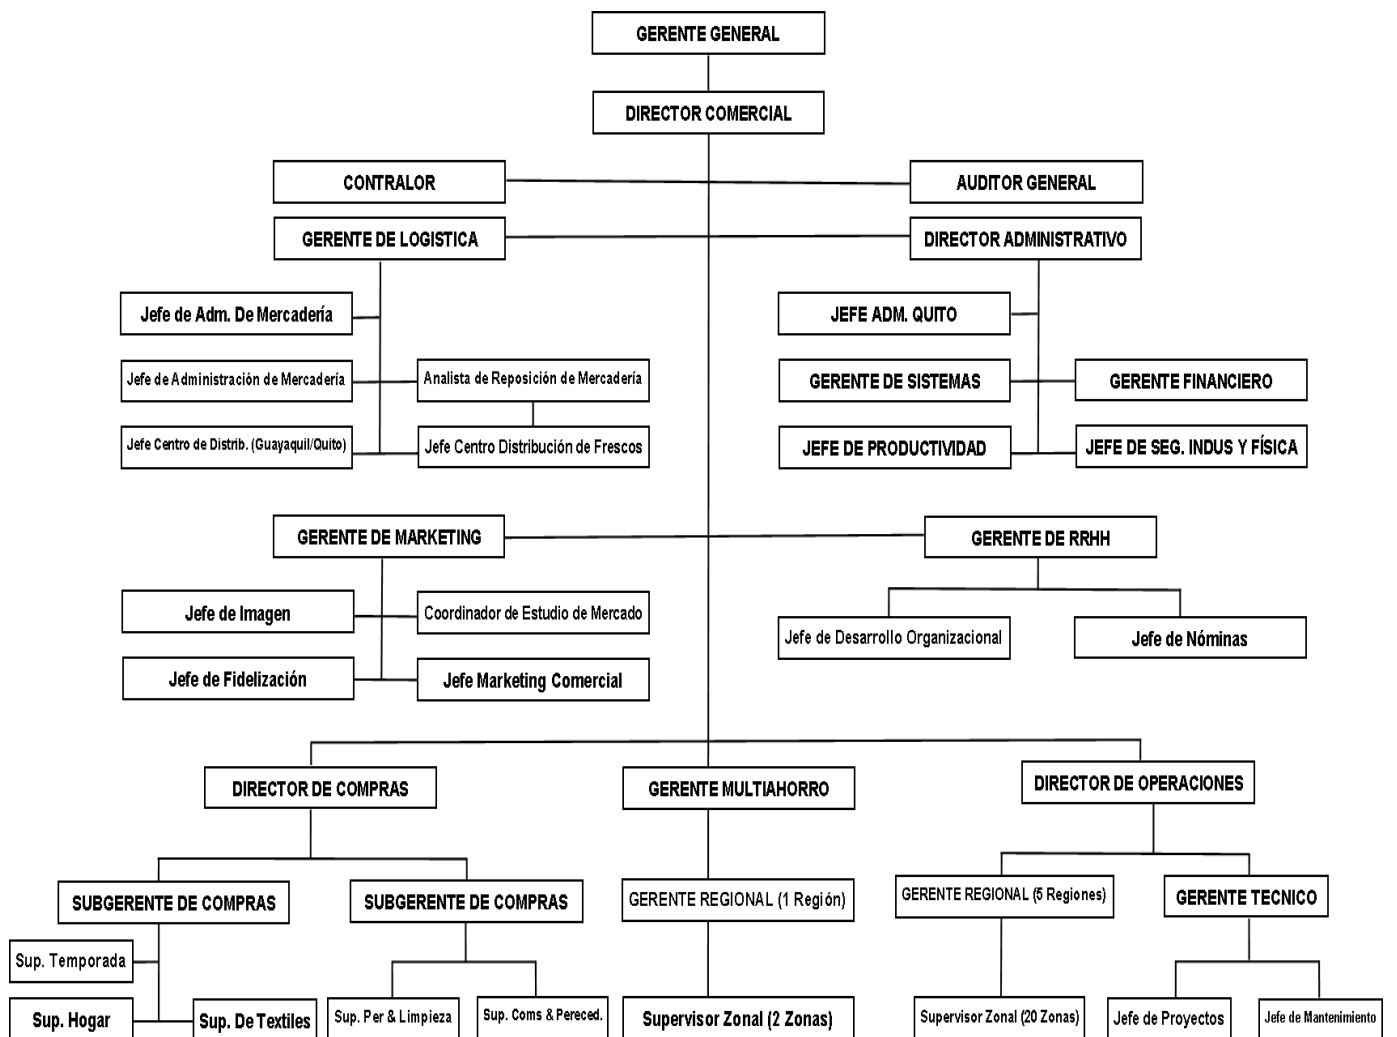 GERENTE GENERAL
DIRECTOR COMERCIAL
CONTRALOR
AUDITOR GENERAL
GERENTE DE LOGISTICA
DIRECTOR ADMINISTRATIVO
Jefe de Adm. De Mercadería
JEFE ADM. QUITO
Jefe de Administración de Mercadería
Analista de Reposición de Mercadería
GERENTE DE SISTEMAS
GERENTE FINANCIERO
Jefe Centro de Distrib. (Guayaquil/Quito)
Jefe Centro Distribución de Frescos
JEFE DE PRODUCTIVIDAD
JEFE DE SEG. INDUS Y FÍSICA
GERENTE DE MARKETING
GERENTE DE RRHH
Jefe de Imagen
Coordinador de Estudio de Mercado
Jefe de Desarrollo Organizacional
Jefe de Nóminas
Jefe de Fidelización
Jefe Marketing Comercial
DIRECTOR DE COMPRAS
GERENTE MULTIAHORRO
DIRECTOR DE OPERACIONES
SUBGERENTE DE COMPRAS
SUBGERENTE DE COMPRAS
GERENTE REGIONAL (1 Región)
GERENTE REGIONAL (5 Regiones)
GERENTE TECNICO
Sup. Temporada
Sup. Hogar
Sup. De Textiles
Sup. Per & Limpieza
Sup. Coms & Pereced.
Supervisor Zonal (2 Zonas)
Supervisor Zonal (20 Zonas)
Jefe de Proyectos
Jefe de Mantenimiento